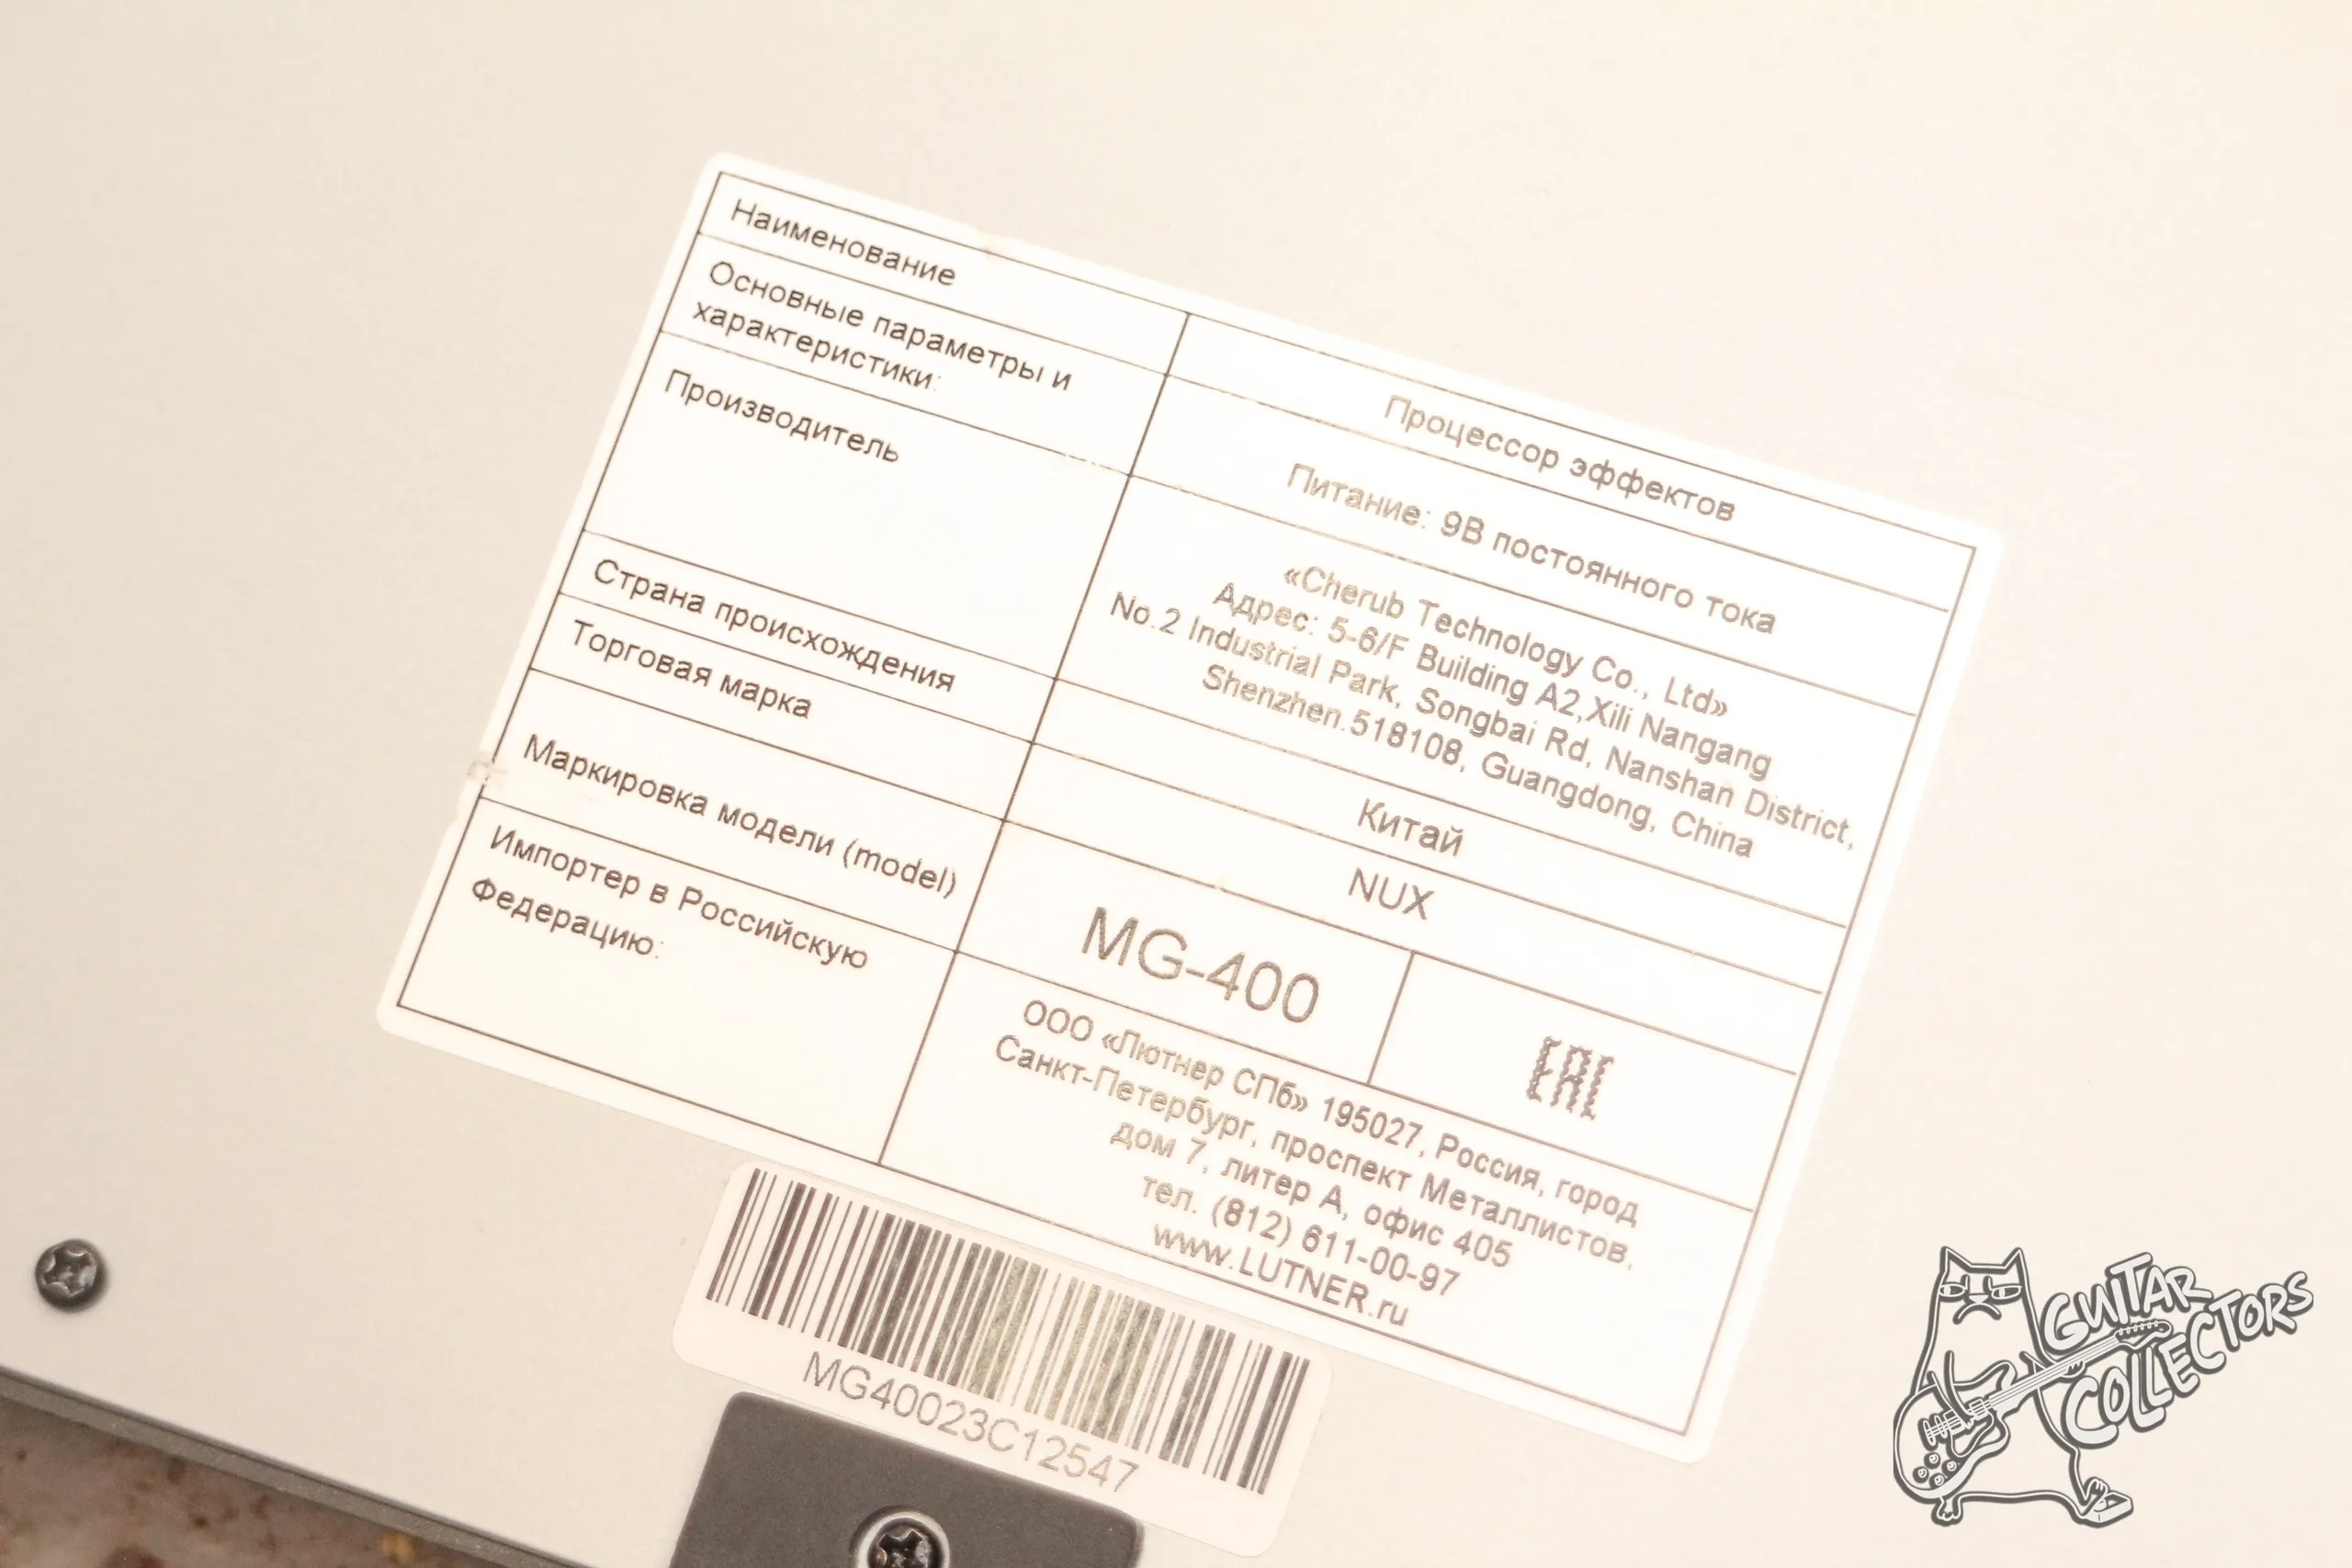 Наименование
Процессор эффектов
Основные параметры и
характеристики:
Питание: 9В постоянного тока
Производитель
«Cherub Technology Co., Ltd»
Адрес: 5-6/F Building A2,Xili Nangang
No.2 Industrial Park, Songbai Rd, Nanshan District,
Shenzhen.518108, Guangdong, China
Страна происхождения
Китай
Торговая марка
NUX
Маркировка модели (model)
MG-400
EAC
Импортер в Российскую
Федерацию:
ООО «Лютнер СПб» 195027, Россия, город
Санкт-Петербург, проспект Металлистов,
дом 7, литер А, офис 405
тел. (812) 611-00-97
www.LUTNER.ru
MG40023C12547
GUITAR
COLLECTORS